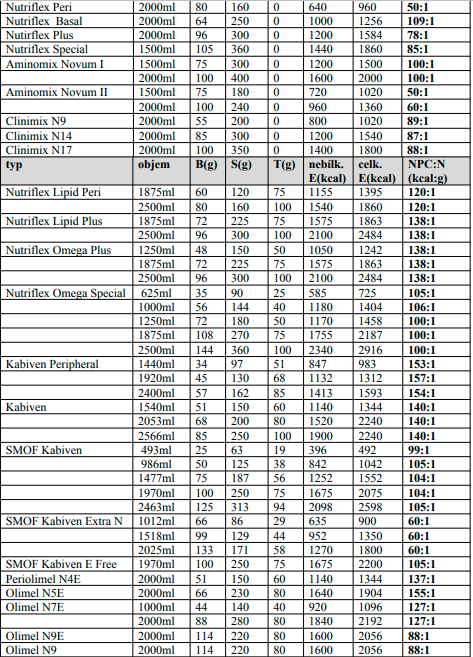 Nutriflex Peri 2000ml 80 160 0 640 960 50:1
Nutriflex Basal 2000ml 64 250 0 1000 1256 109:1
Nutirflex Plus 2000ml 96 300 0 1200 1584 78:1
Nutriflex Special 1500ml 105 360 0 1440 1860 85:1
Aminomix Novum I 1500ml 75 300 0 1200 1500 100:1
2000ml 100 400 0 1600 2000 100:1
Aminomix Novum II 1500ml 75 180 0 720 1020 50:1
2000ml 100 240 0 960 1360 60:1
Clinimix N9 2000ml 55 200 0 800 1020 89:1
Clinimix N14 2000ml 85 300 0 1200 1540 87:1
Clinimix N17 2000ml 100 350 0 1400 1800 88:1
typ objem B(g) S(g) T(g) nebílk. celk. NPC:N
E(kcal) E(kcal) (kcal:g)
Nutriflex Lipid Peri 1875ml 60 120 75 1155 1395 120:1
2500ml 80 160 100 1540 1860 120:1
Nutriflex Lipid Plus 1875ml 72 225 75 1575 1863 138:1
2500ml 96 300 100 2100 2484 138:1
Nutriflex Omega Plus 1250ml 48 150 50 1050 1242 138:1
1875ml 72 225 75 1575 1863 138:1
2500ml 96 300 100 2100 2484 138:1
Nutriflex Omega Special 625ml 35 90 25 585 725 105:1
1000ml 56 144 40 1180 1404 106:1
1250ml 72 180 50 1170 1458 100:1
1875ml 108 270 75 1755 2187 100:1
2500ml 144 360 100 2340 2916 100:1
Kabiven Peripheral 1440ml 34 97 51 847 983 153:1
1920ml 45 130 68 1132 1312 157:1
2400ml 57 162 85 1413 1593 154:1
Kabiven 1540ml 51 150 60 1140 1344 140:1
2053ml 68 200 80 1520 2240 140:1
2566ml 85 250 100 1900 2240 140:1
SMOF Kabiven 493ml 25 63 19 396 492 99:1
986ml 50 125 38 842 1042 105:1
1477ml 75 187 56 1252 1552 104:1
1970ml 100 250 75 1675 2075 104:1
2463ml 125 313 94 2098 2598 105:1
SMOF Kabiven Extra N 1012ml 66 86 29 635 900 60:1
1518ml 99 129 44 952 1350 60:1
2025ml 133 171 58 1270 1800 60:1
SMOF Kabiven E Free 1970ml 100 250 75 1675 2200 105:1
Periolimel N4E 2000ml 51 150 60 1140 1344 137:1
Olimel N5E 2000ml 66 230 80 1640 1904 155:1
Olimel N7E 1000ml 44 140 40 920 1096 127:1
2000ml 88 280 80 1840 2192 127:1
Olimel N9E 2000ml 114 220 80 1600 2056 88:1
Olimel N9 2000ml 114 220 80 1600 2056 88:1